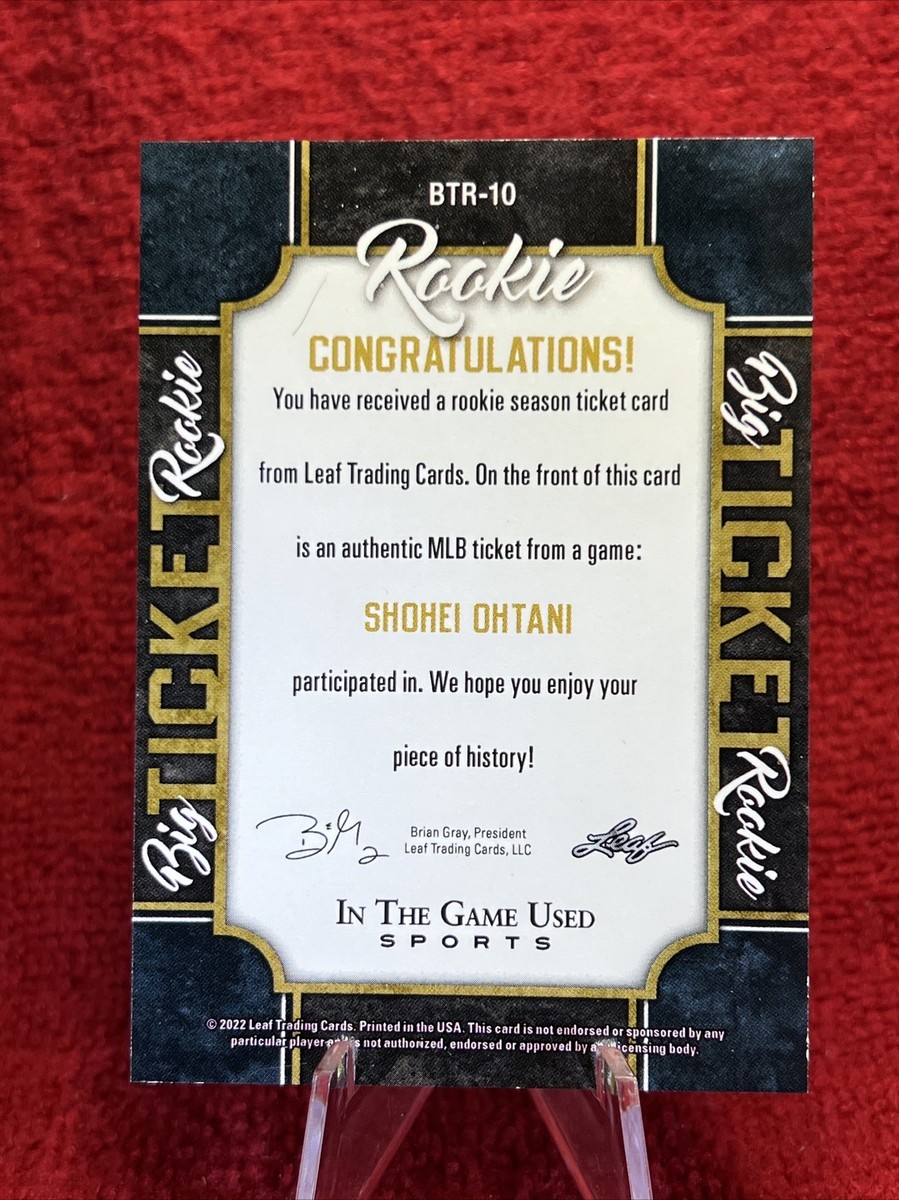 BTR-10
Rookie
CONGRATULATIONS!
You have received a rookie season ticket card
from Leaf Trading Cards. On the front of this card
is an authentic MLB ticket from a game:
SHOHEI OHTANI
participated in. We hope you enjoy your
piece of history!
Brian Gray, President
Leaf Trading Cards, LLC
Leaf
IN THE GAME USED
SPORTS
Big TICKET Rookie
Big TICKET Rookie
© 2022 Leaf Trading Cards. Printed in the USA. This card is not endorsed or sponsored by any
particular player not authorized, endorsed or approved by licensing body.